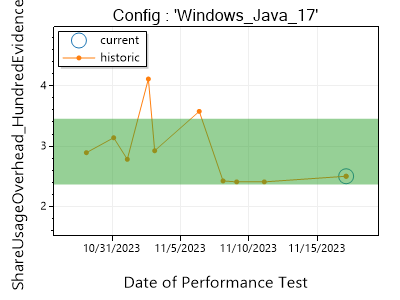 Config : 'Windows_Java_17'
current
historic
ShareUsageOverhead_HundredEvidence
4
3
2
10/31/2023 11/5/2023 11/10/2023 11/15/2023
Date of Performance Test